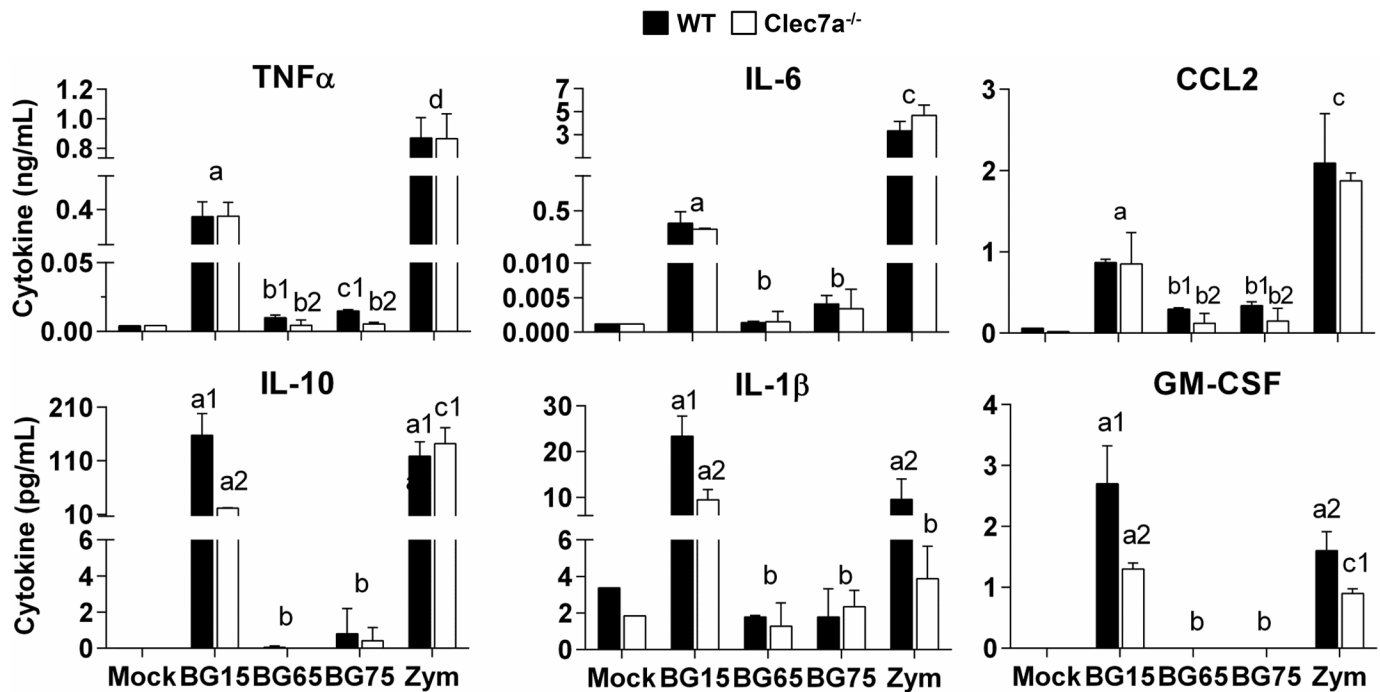 WT Clec7a-/-
TNFα
Cytokine (ng/mL)
1.2
1.0
0.8
0.4
0.05
0.00
a
b1
b2
c1
b2
d
IL-6
7
5
3
0.5
0.010
0.005
0.000
a
b
b
c
CCL2
3
2
1
0
a
b1
b2
b1
b2
c
IL-10
Cytokine (pg/mL)
210
110
10
6
4
2
0
a1
a2
b
b
a1
c1
Mock BG15 BG65 BG75 Zym
IL-1β
30
20
10
6
4
2
0
a1
a2
b
b
a2
b
Mock BG15 BG65 BG75 Zym
GM-CSF
4
3
2
1
0
a1
a2
b
b
a2
c1
Mock BG15 BG65 BG75 Zym